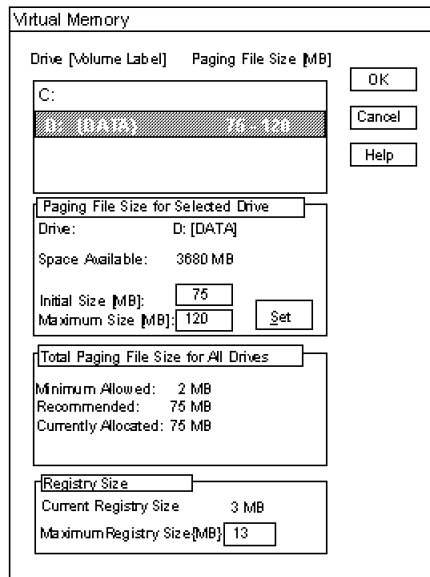 Virtual Memory
Drive [Volume Label] Paging File Size [MB]
OK
C:
D: [DATA} 75 - 120
Cancel
Help
Paging File Size for Selected Drive
Drive: D: [DATA]
Space Available: 3680 MB
Initial Size [MB]: 75
Maximum Size [MB]: 120
Set
Total Paging File Size for All Drives
Minimum Allowed: 2 MB
Recommended: 75 MB
Currently Allocated: 75 MB
Registry Size
Current Registry Size 3 MB
Maximum Registry Size{MB} 13